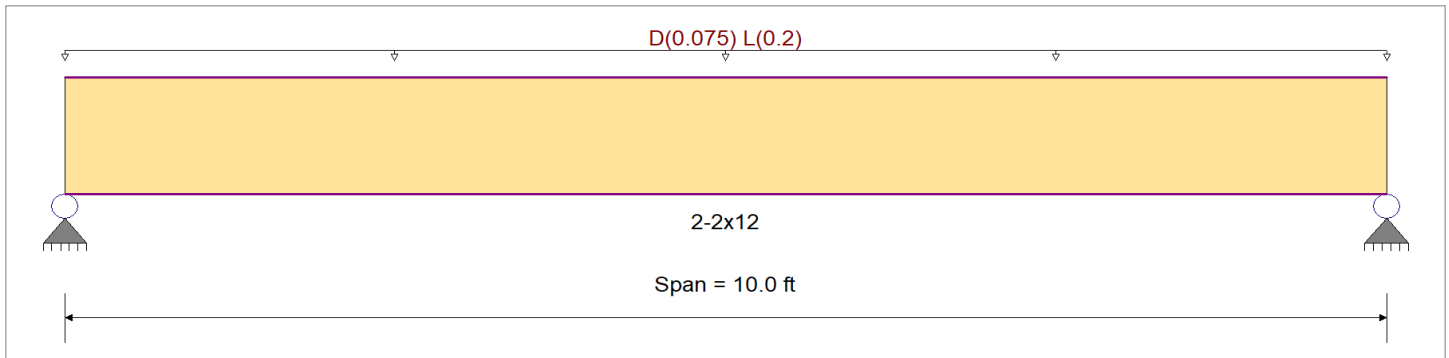 D(0.075) L(0.2)
2-2x12
Span = 10.0 ft